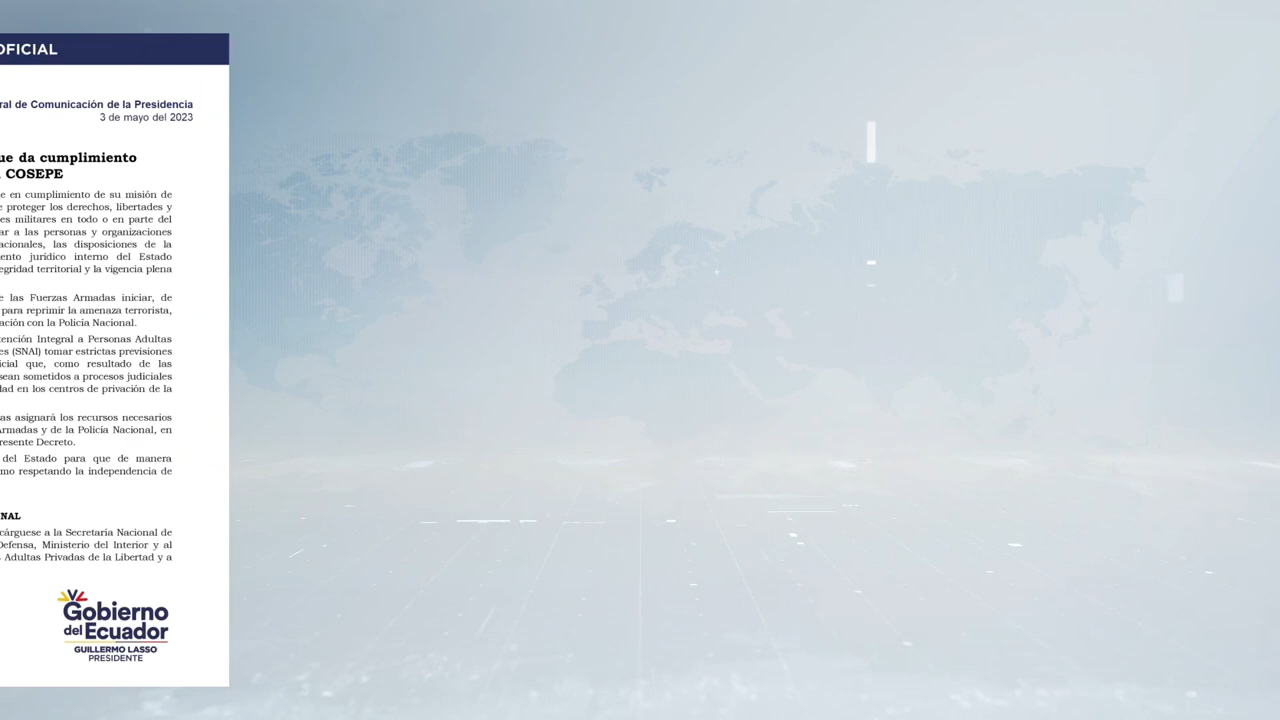 OFICIAL
ral de Comunicación de la Presidencia
3 de mayo del 2023
ue da cumplimiento
COSEPE
e en cumplimiento de su misión de
e proteger los derechos, libertades y
es militares en todo o en parte del
ar a las personas y organizaciones
acionales, las disposiciones de la
ento jurídico interno del Estado
egridad territorial y la vigencia plena
e las Fuerzas Armadas iniciar, de
para reprimir la amenaza terrorista,
ación con la Policía Nacional.
ención Integral a Personas Adultas
es (SNAI) tomar estrictas previsiones
icial que, como resultado de las
sean sometidos a procesos judiciales
dad en los centros de privación de la
as asignará los recursos necesarios
Armadas y de la Policía Nacional, en
resente Decreto.
del Estado para que de manera
mo respetando la independencia de
NAL
cárguese a la Secretaría Nacional de
Defensa, Ministerio del Interior y al
s Adultas Privadas de la Libertad y a
Gobierno
del Ecuador
GUILLERMO LASSO
PRESIDENTE